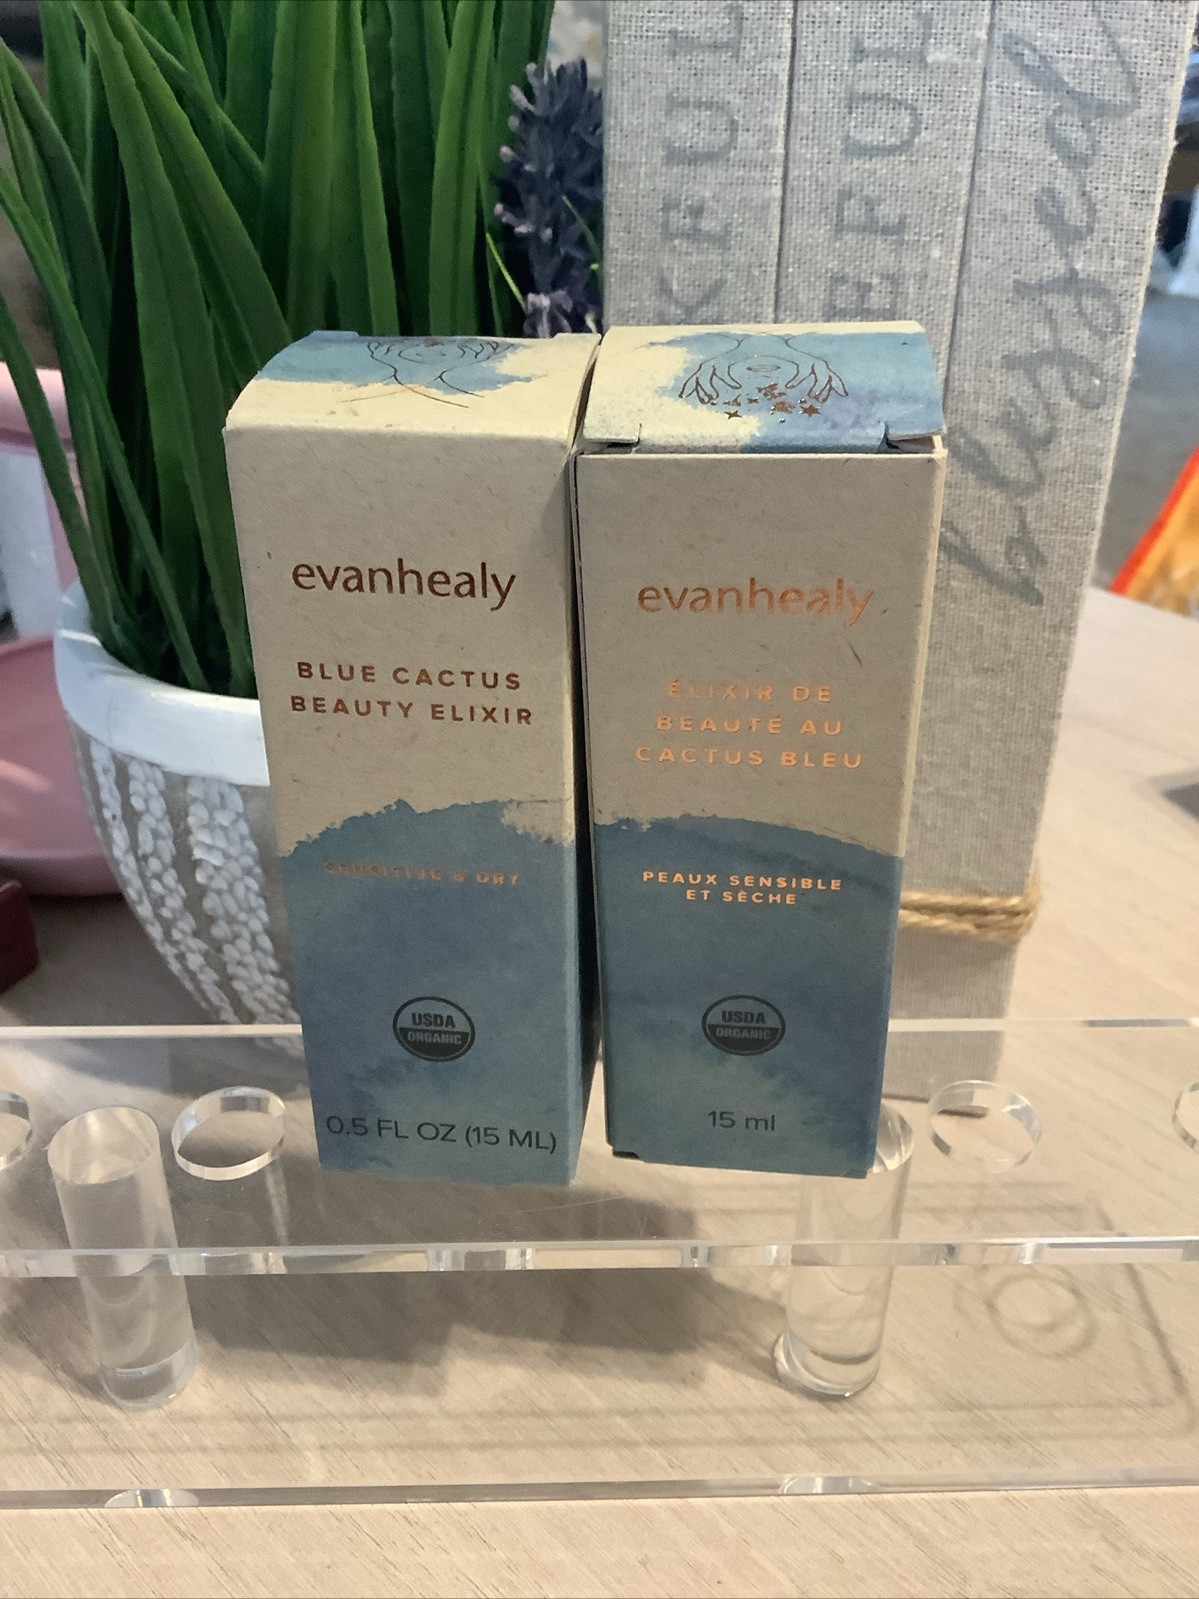 evanhealy
BLUE CACTUS
BEAUTY ELIXIR
SENSITIVE & DRY
USDA
ORGANIC
0.5 FL OZ (15 ML)
evanhealy
ÉLIXIR DE
BEAUTÉ AU
CACTUS BLEU
PEAUX SENSIBLE
ET SÈCHE
USDA
ORGANIC
15 ml
blessed